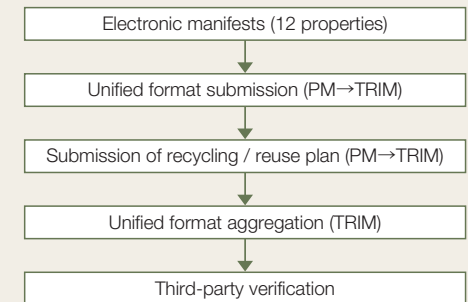 Electronic manifests (12 properties)
Unified format submission (PM→TRIM)
Submission of recycling / reuse plan (PM→TRIM)
Unified format aggregation (TRIM)
Third-party verification